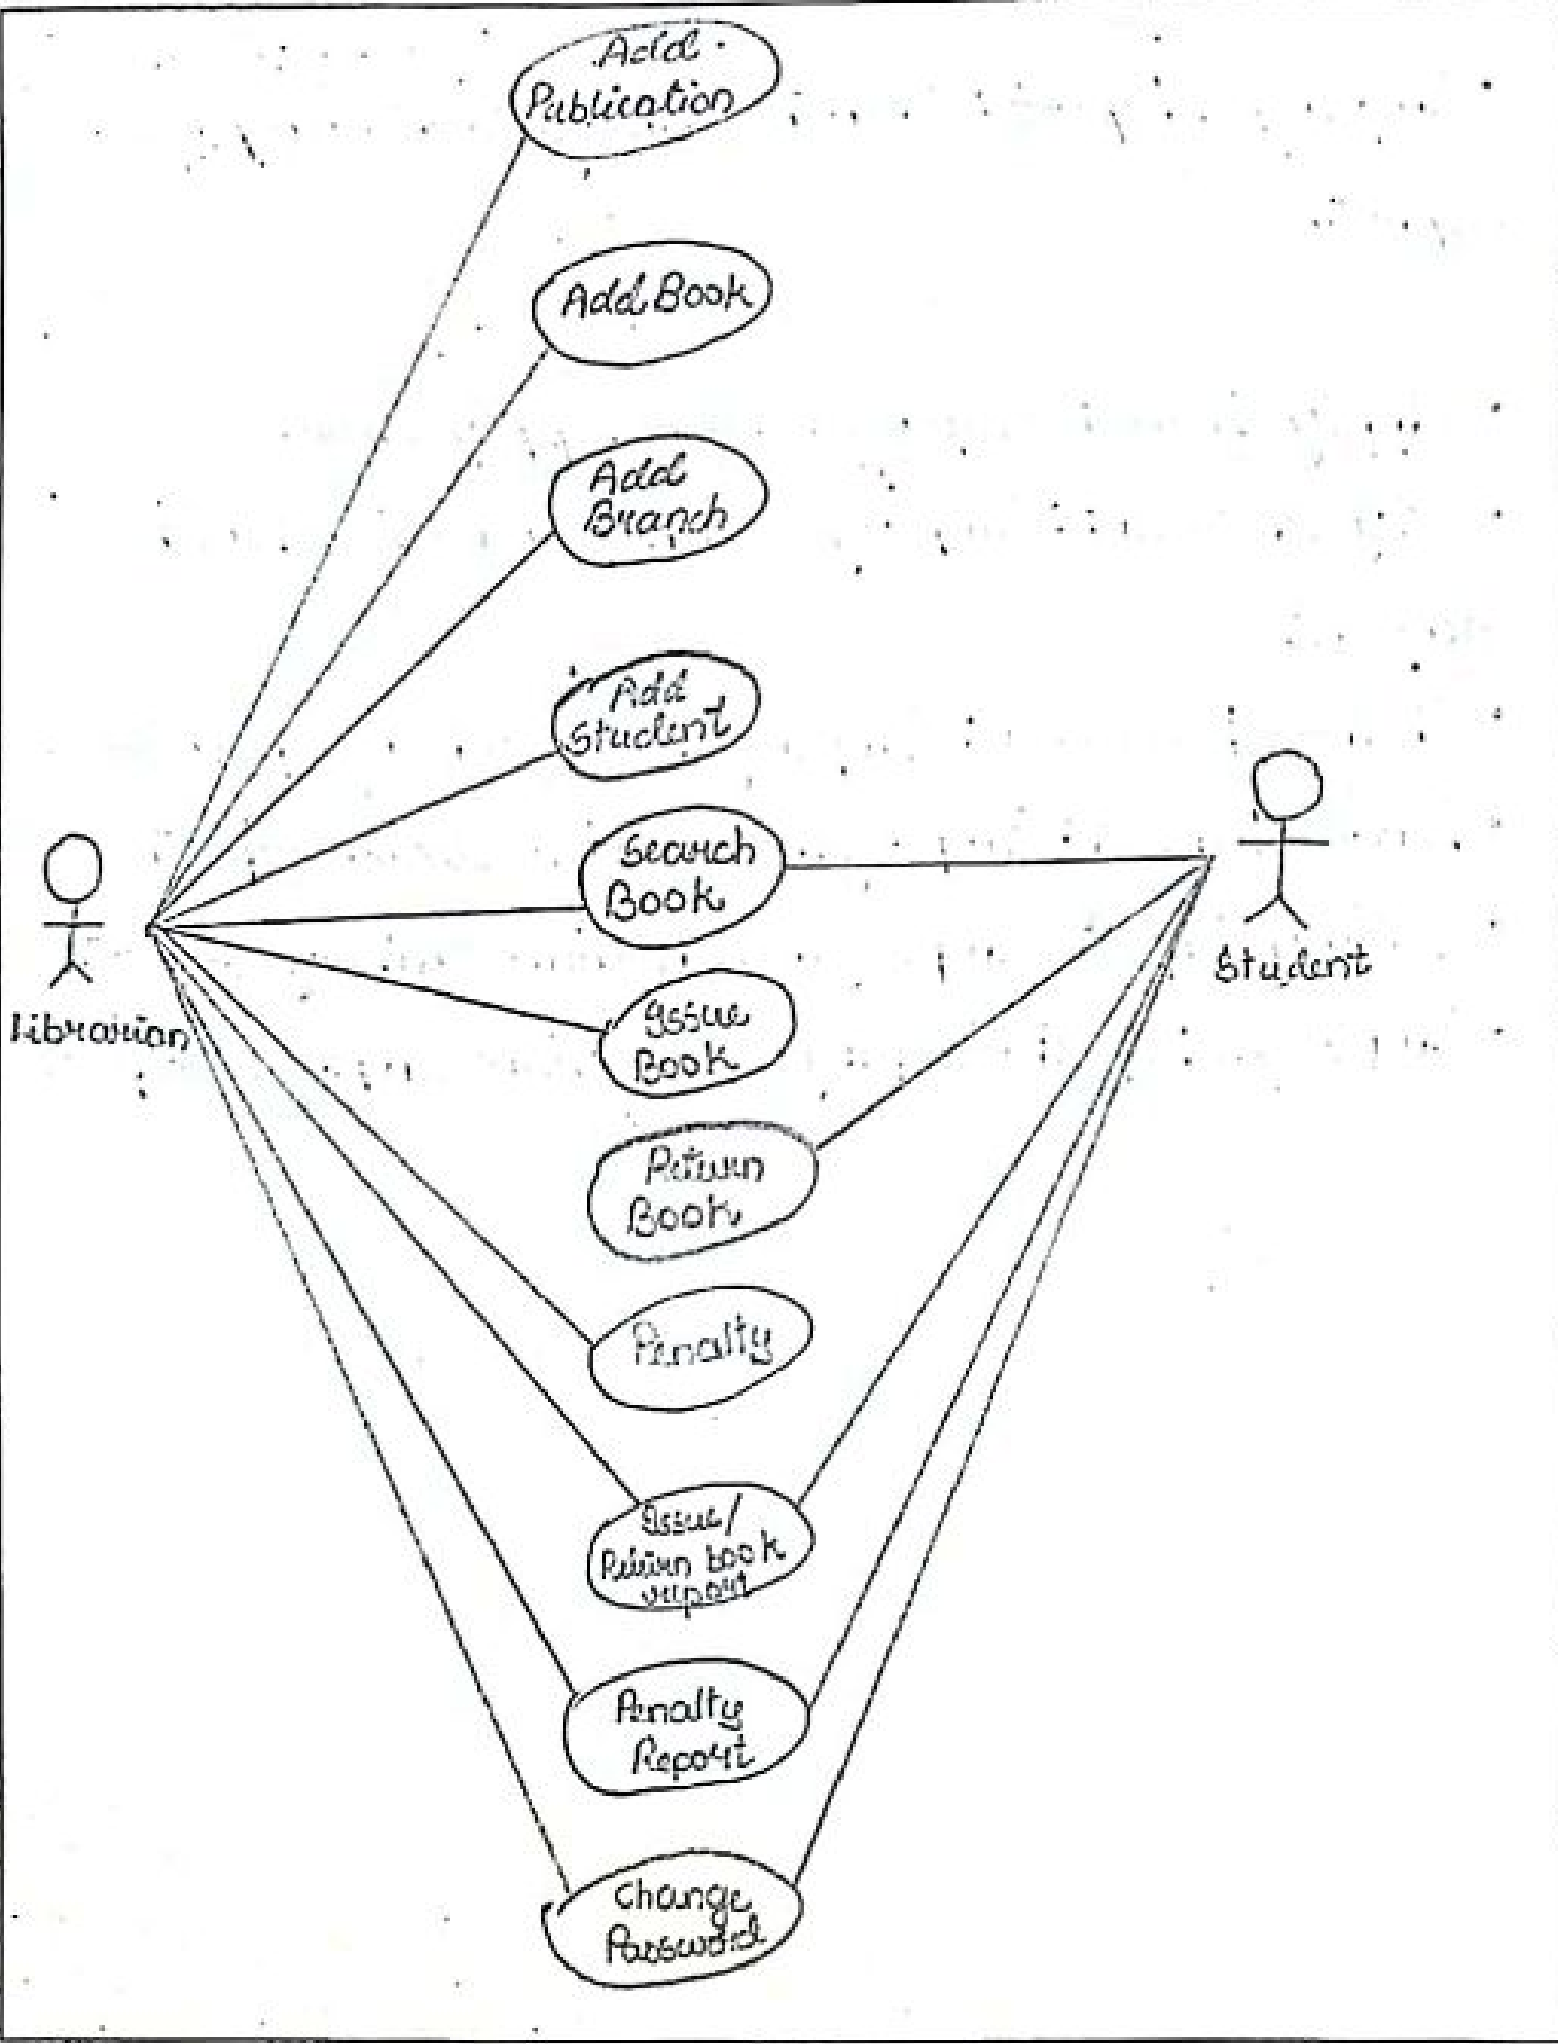 Add
Publication
Add Book
Add
Branch
Add
Student
Search
Book
Librarian
Student
Issue
Book
Return
Book
Penalty
Issue/
Return book
report
Penalty
Report
Change
Password